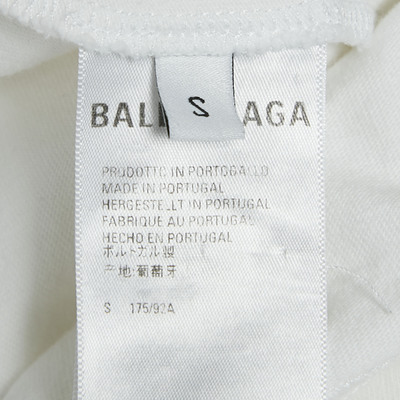 S
BAL AGA
PRODOTTO IN PORTOGALLO
MADE IN PORTUGAL
HERGESTELLT IN PORTUGAL
FABRIQUE AU PORTUGAL
HECHO EN PORTUGAL
ポルトガル製
产地:葡萄牙
S 175/92A